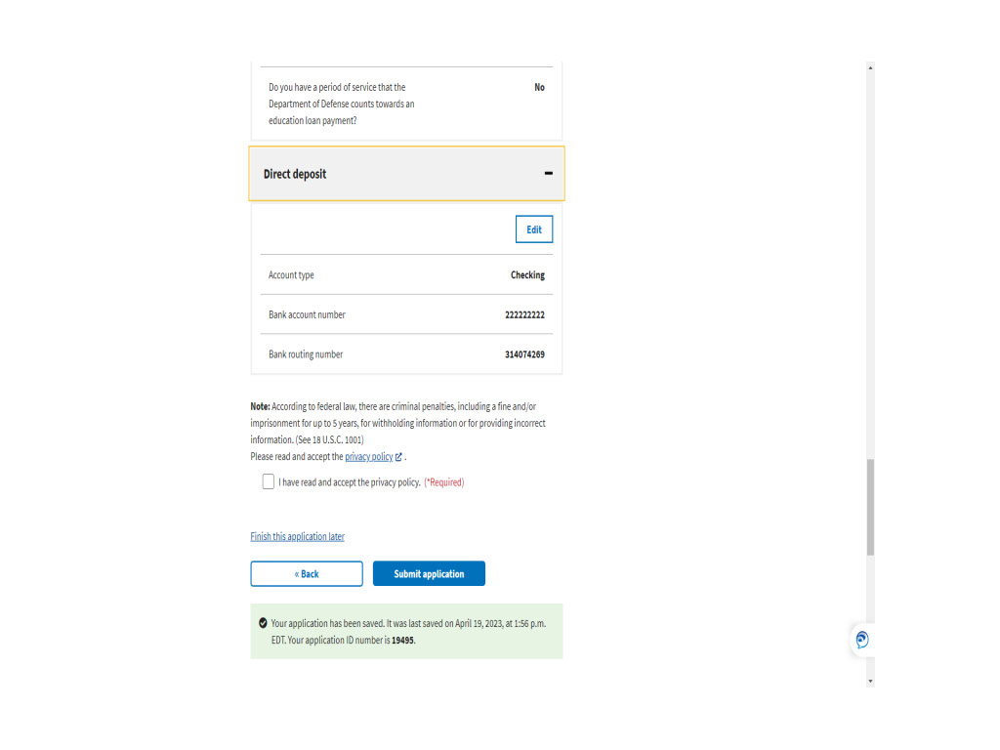 Do you have a period of service that the No
Department of Defense counts towards an
education loan payment?
Direct deposit
Edit
Account type Checking
Bank account number 222222222
Bank routing number 314074269
Note: According to federal law, there are criminal penalties, including a fine and/or
imprisonment for up to 5 years, for withholding information or for providing incorrect
information. (See 18 U.S.C. 1001)
Please read and accept the privacy policy .
I have read and accept the privacy policy. (*Required)
Finish this application later
« Back Submit application
Your application has been saved. It was last saved on April 19, 2023, at 1:56 p.m.
EDT. Your application ID number is 19495.